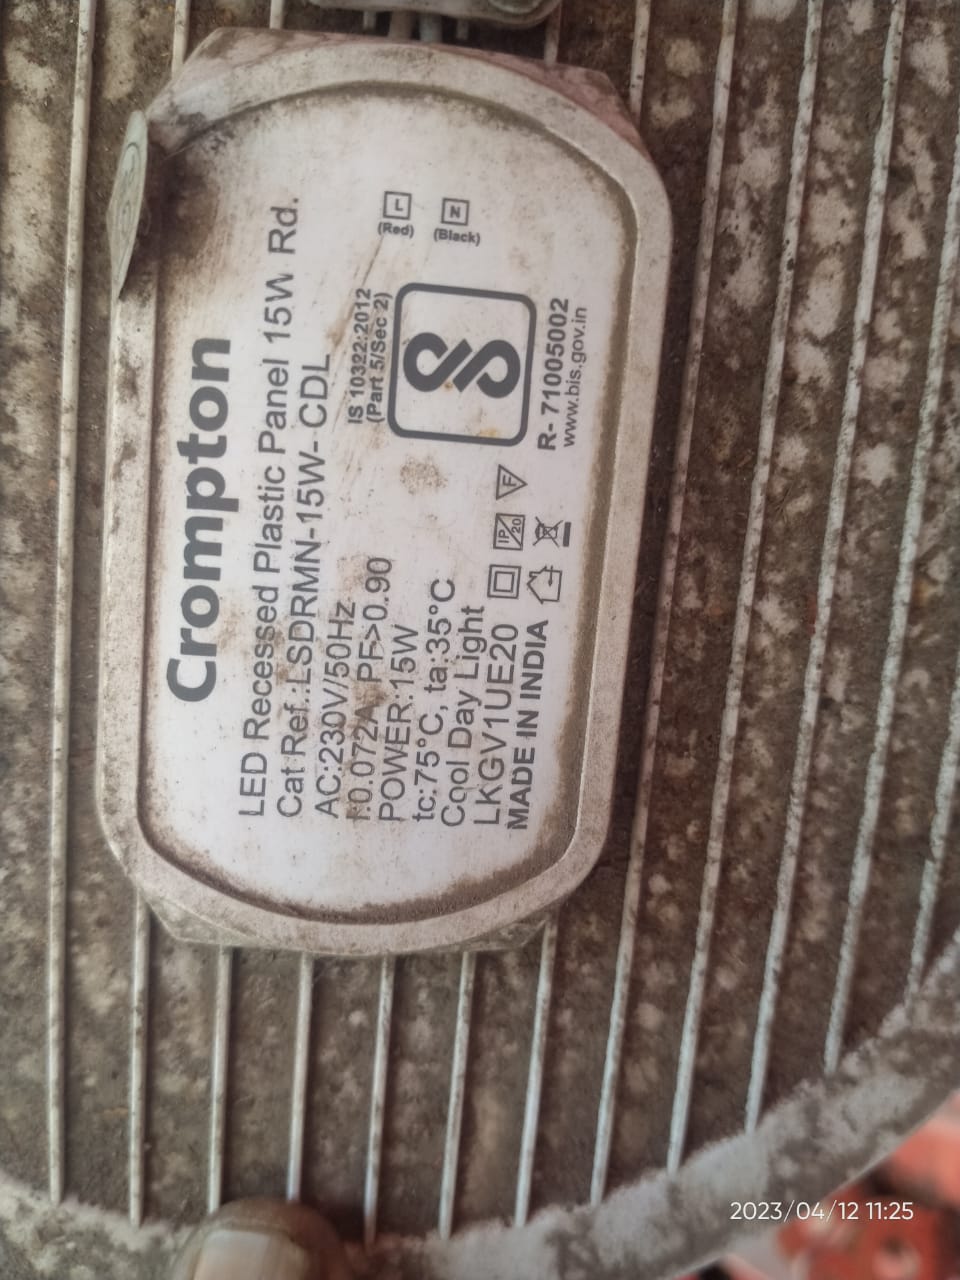 Crompton
LED Recessed Plastic Panel 15W Rd.
Cat Ref.:LSDRMN-15W- CDL
AC:230V/50Hz
I:0.072A PF>0.90
POWER:15W
tc:75°C, ta:35°C
Cool Day Light
LKGV1UE20
MADE IN INDIA
IP
20
F
IS 10322:2012
(Part 5/Sec 2)
R- 71005002
www.bis.gov.in
L
(Red)
N
(Black)
2023/04/12 11:25